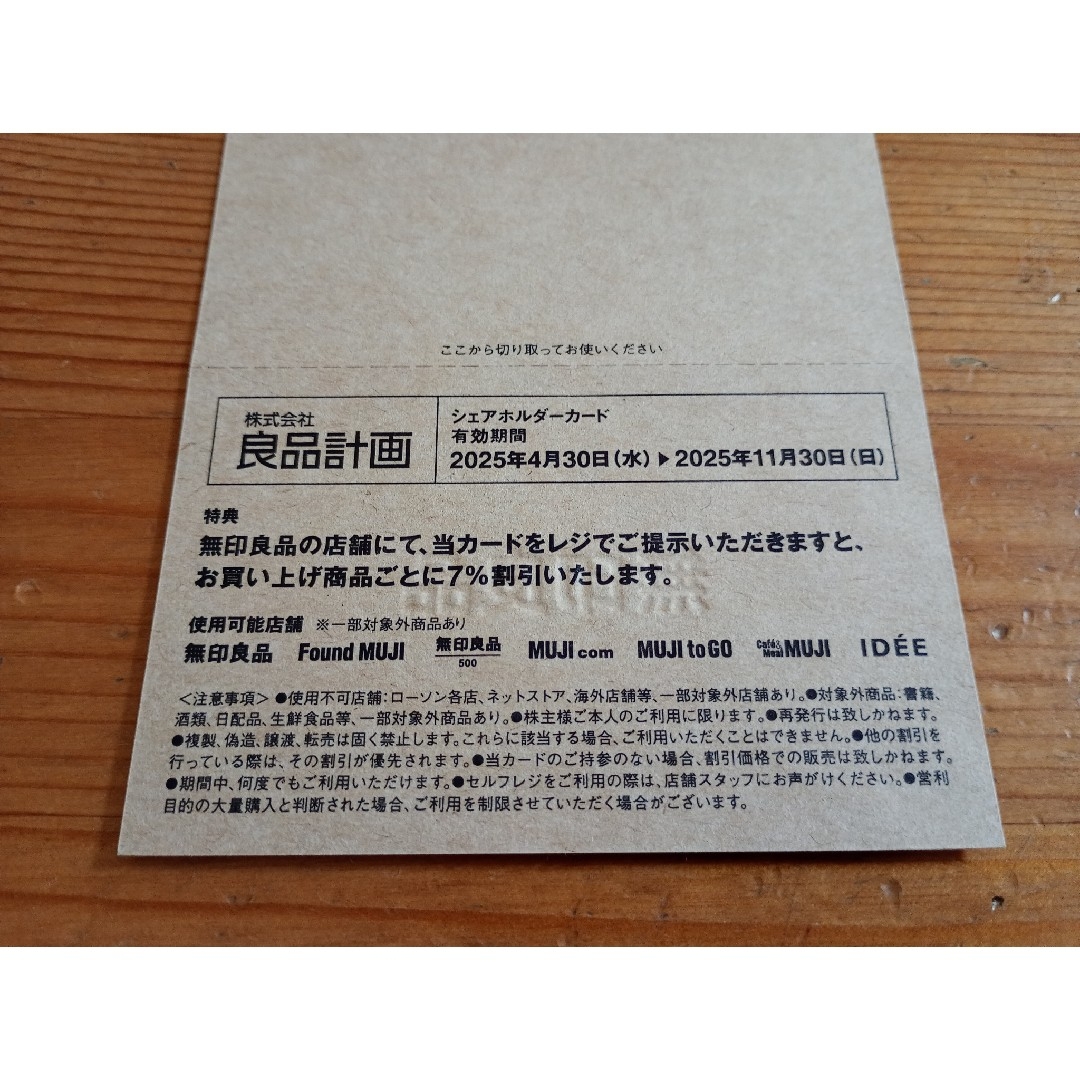 ここから切り取ってお使いください
株式会社
良品計画
シェアホルダーカード
有効期間
2025年4月30日(水)▶2025年11月30日(日)
特典
無印良品の店舗にて、当カードをレジでご提示いただきますと、
お買い上げ商品ごとに7%割引いたします。
無印良品
使用可能店舗 ※一部対象外商品あり
無印良品 Found MUJI 無印良品 500 MUJI com MUJI to GO Café& Meal MUJI IDÉE
＜注意事項＞●使用不可店舗:ローソン各店、ネットストア、海外店舗等、一部対象外店舗あり。●対象外商品:書籍、
酒類、日配品、生鮮食品等、一部対象外商品あり。●株主様ご本人のご利用に限ります。●再発行は致しかねます。
●複製、偽造、譲渡、転売は固く禁止します。これらに該当する場合、ご利用いただくことはできません。●他の割引を
行っている際は、その割引が優先されます。●当カードのご持参のない場合、割引価格での販売は致しかねます。
●期間中、何度でもご利用いただけます。●セルフレジをご利用の際は、店舗スタッフにお声がけください。●営利
目的の大量購入と判断された場合、ご利用を制限させていただく場合がございます。